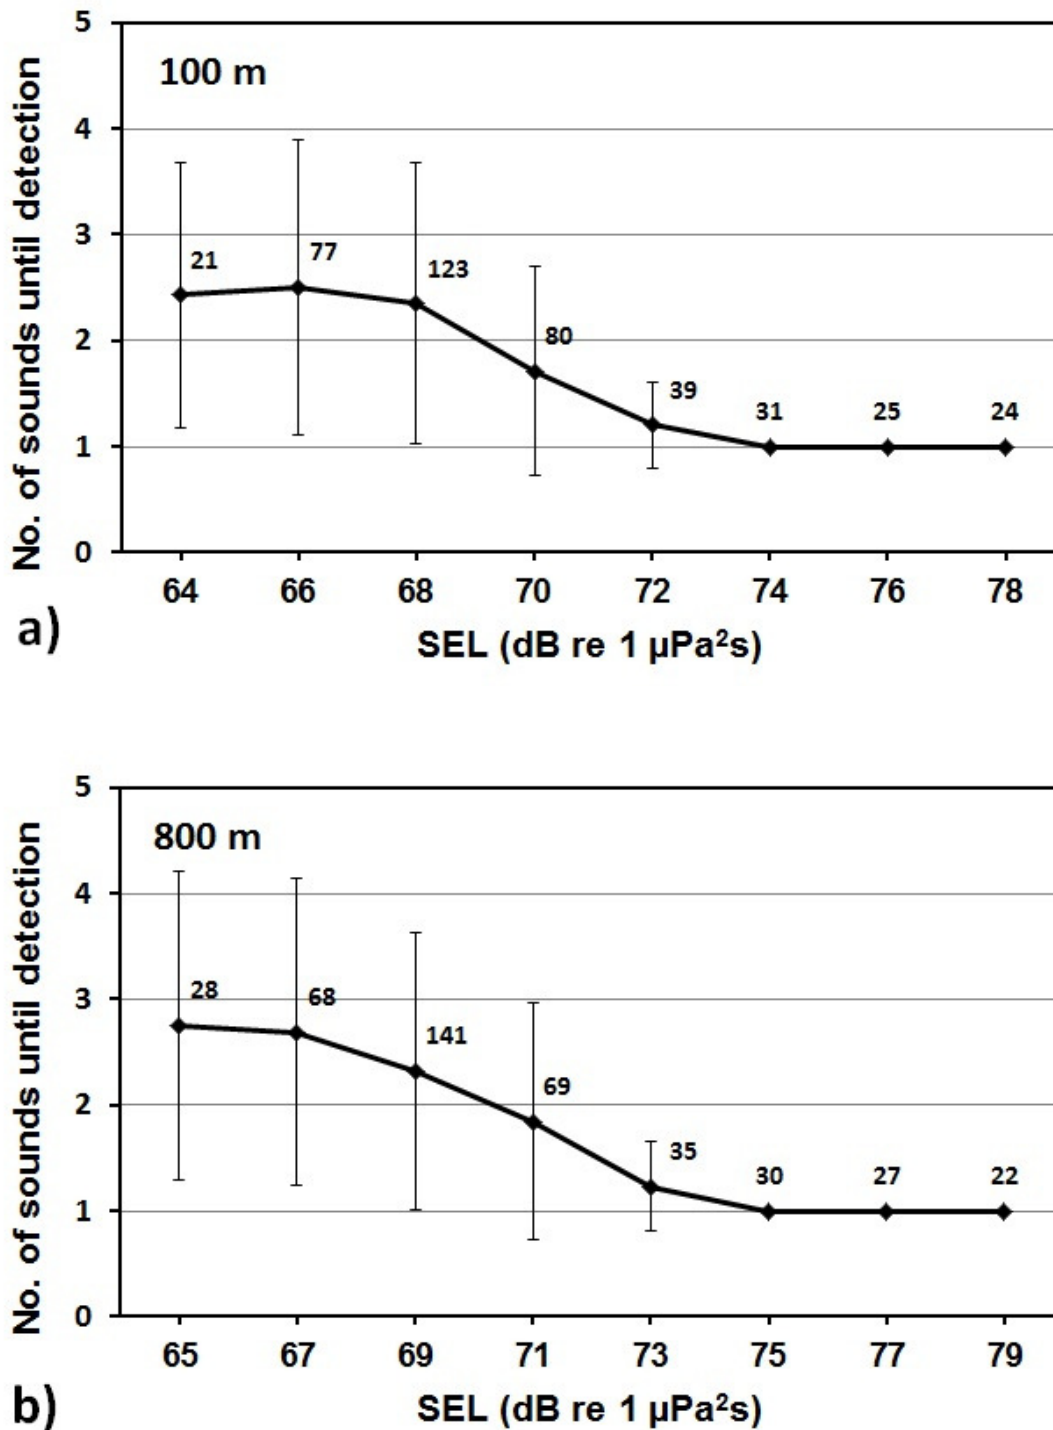 5
100 m
4
3
2
1
0
No. of sounds until detection
21
77
123
80
39
31
25
24
64 66 68 70 72 74 76 78
SEL (dB re 1 µPa²s)
a)
5
800 m
4
3
2
1
0
No. of sounds until detection
28
68
141
69
35
30
27
22
65 67 69 71 73 75 77 79
SEL (dB re 1 µPa²s)
b)